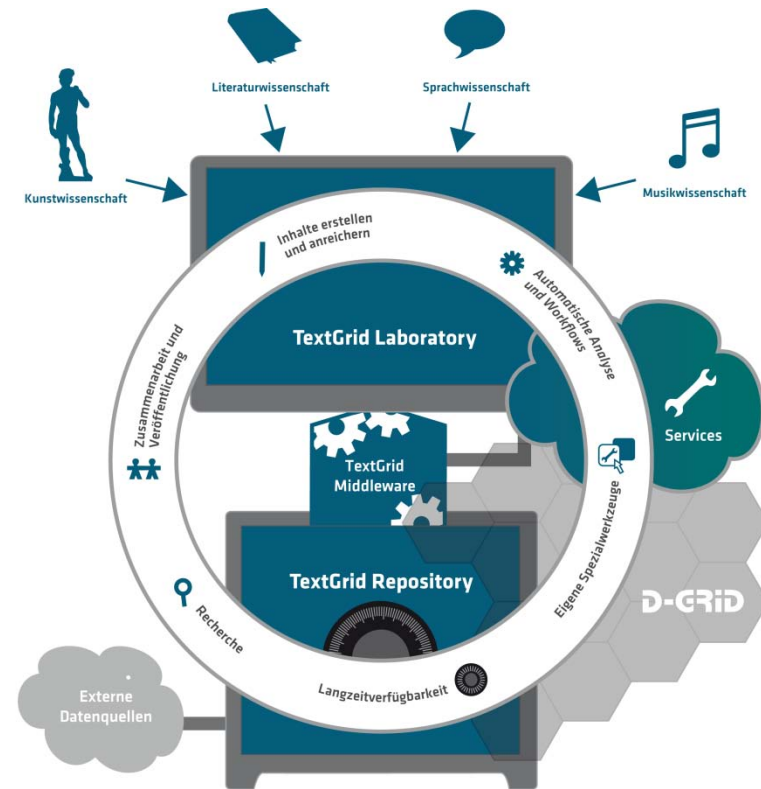 Literaturwissenschaft
Sprachwissenschaft
Kunstwissenschaft
Musikwissenschaft
Inhalte erstellen
und anreichern
Automatische Analyse
und Workflows
Zusammenarbeit und
Veröffentlichung
TextGrid Laboratory
Services
TextGrid
Middleware
Eigene Spezialwerkzeuge
TextGrid Repository
D-GRiD
Recherche
Langzeitverfügbarkeit
Externe
Datenquellen